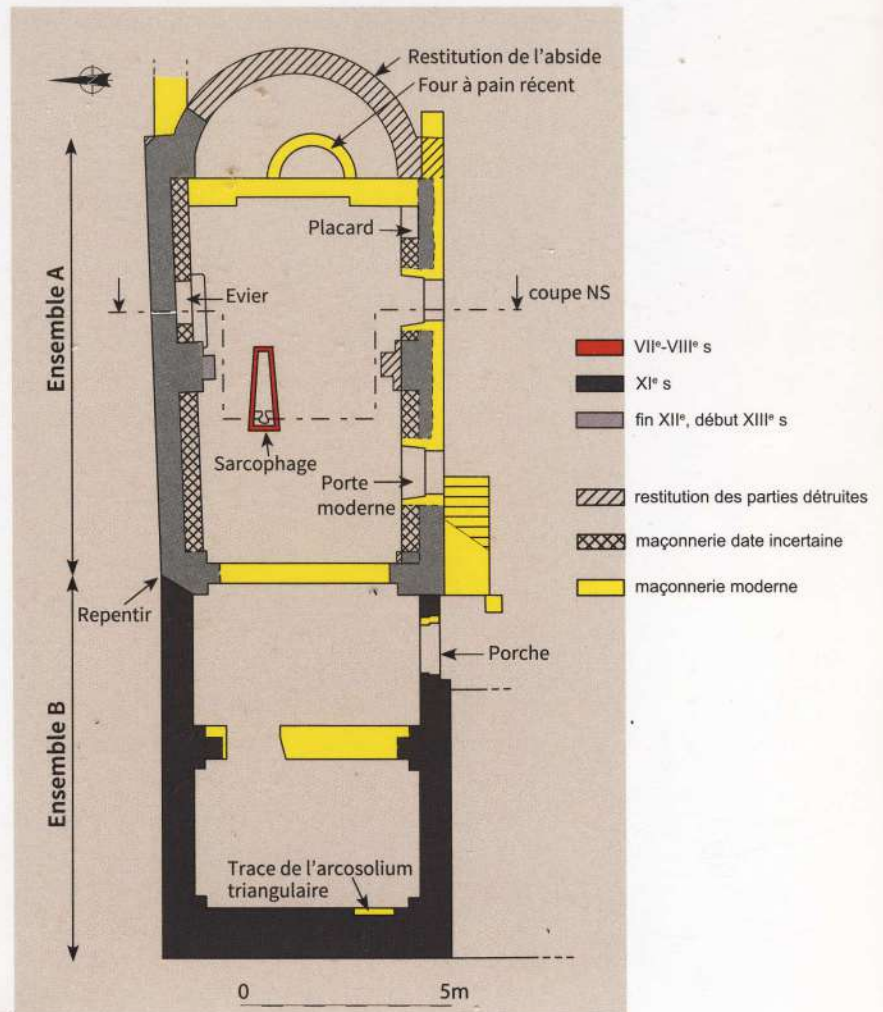 Restitution de l'abside
Four à pain récent
Placard
Ensemble A
Evier
coupe NS
VIIe-VIIIe s
XIe s
fin XIIe, début XIIIe s
Sarcophage
Porte
moderne
restitution des parties détruites
maçonnerie date incertaine
maçonnerie moderne
Repentir
Porche
Ensemble B
Trace de l'arcosolium
triangulaire
0 5m